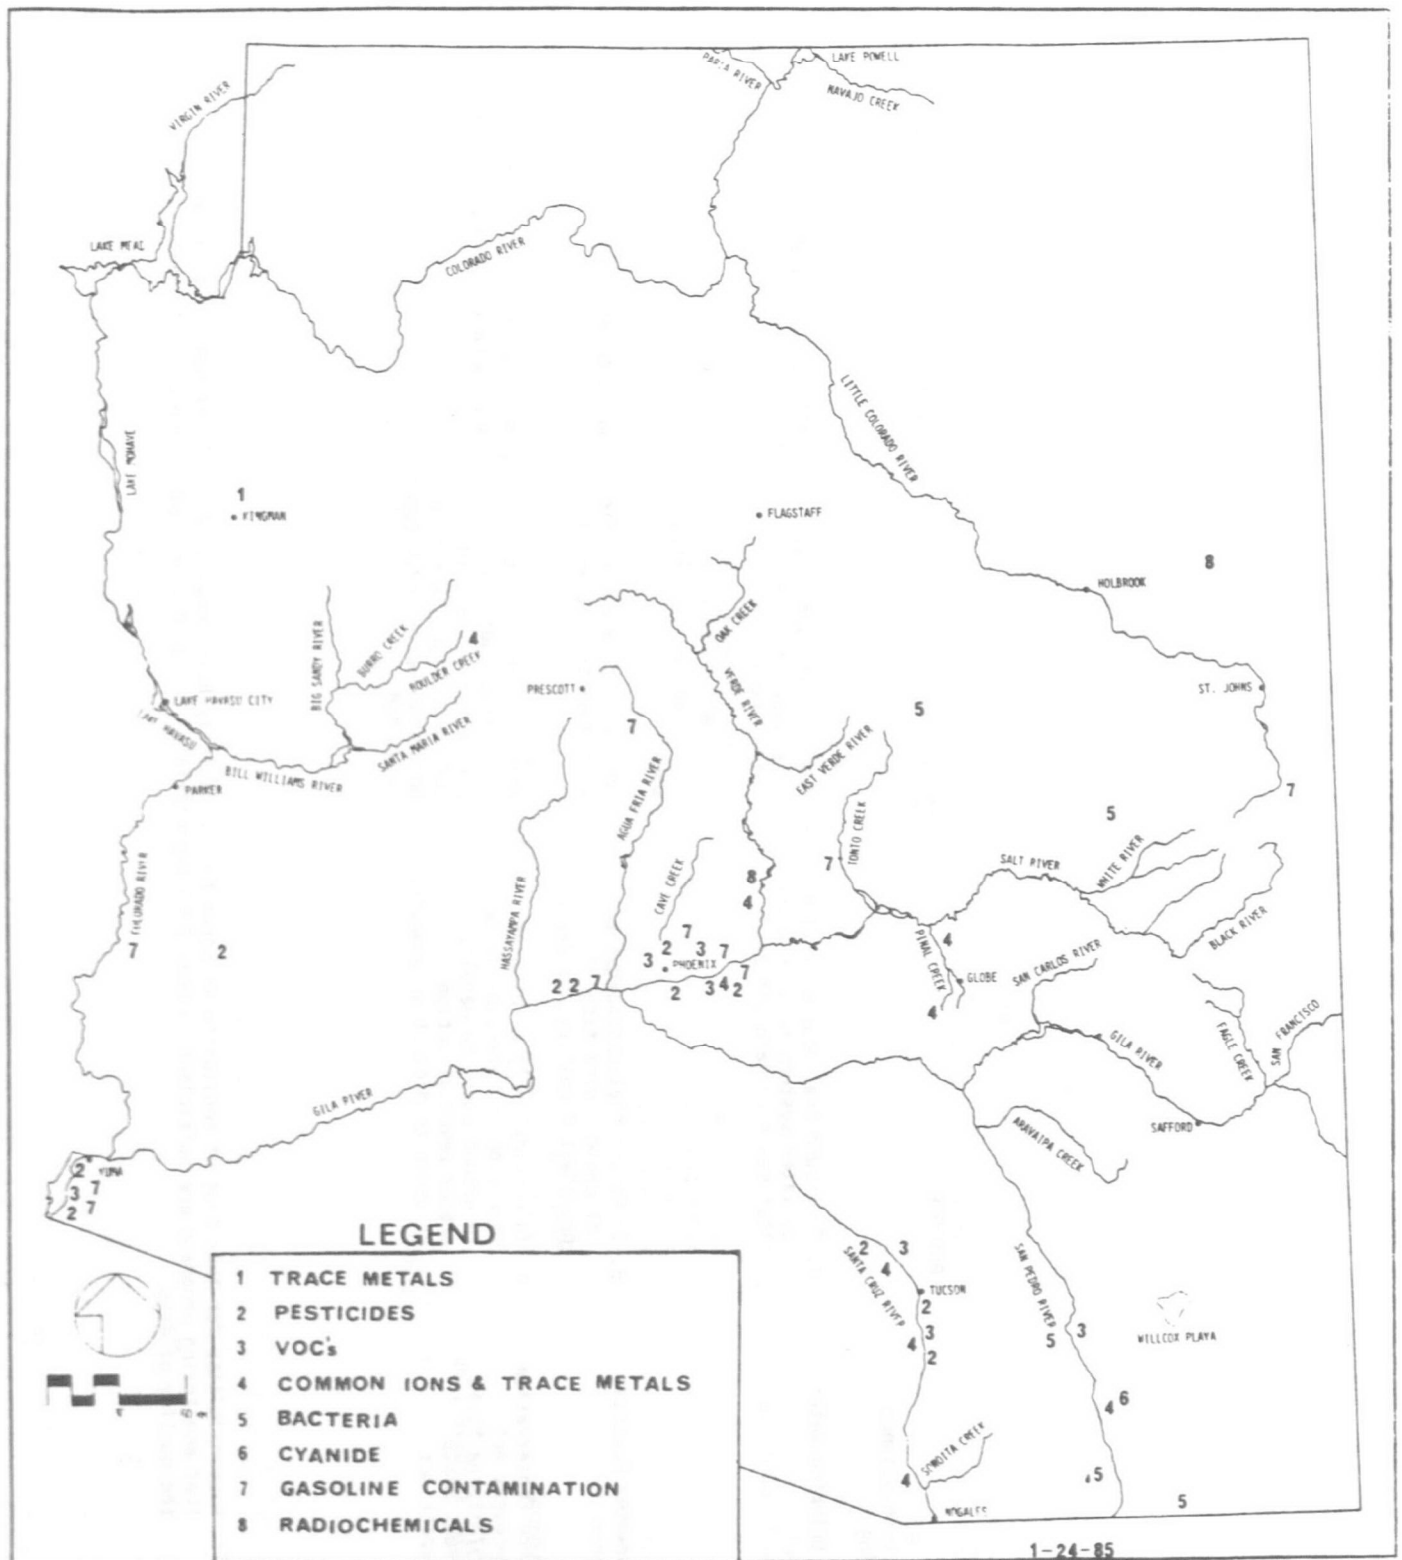 PARIA RIVER
LAKE POWELL
NAVAJO CREEK
VIRGIN RIVER
LAKE MEAD
COLORADO RIVER
LITTLE COLORADO RIVER
LAKE MOHAVE
1
KINGMAN
FLAGSTAFF
8
HOLBROOK
OAK CREEK
BIG SANDY RIVER
BURRO CREEK
4
BOULDER CREEK
VERDE RIVER
PRESCOTT
ST. JOHNS
LAKE HAVASU CITY
LAKE HAVASU
5
7
SANTA MARIA RIVER
EAST VERDE RIVER
BILL WILLIAMS RIVER
PARKER
7
AGUA FRIA RIVER
TONTO CREEK
5
WHITE RIVER
SALT RIVER
7
8
CAVE CREEK
4
COLORADO RIVER
HASSAYAMPA RIVER
BLACK RIVER
PINAL CREEK
4
SAN CARLOS RIVER
7
2
7
2 3 7
3
PHOENIX
7
GLOBE
2 2 7
2 3 4 2
4
GILA RIVER
EAGLE CREEK
SAN FRANCISCO
GILA RIVER
SAFFORD
ARAVAIPA CREEK
YUMA
2
7
3
7
2
2 3
4
SANTA CRUZ RIVER
TUCSON
2
3
4
2
SAN PEDRO RIVER
3
5
WILLCOX PLAYA
6
4
SONOITA CREEK
4
5
5
NOGALES
LEGEND
1 TRACE METALS
2 PESTICIDES
3 VOC's
4 COMMON IONS & TRACE METALS
5 BACTERIA
6 CYANIDE
7 GASOLINE CONTAMINATION
8 RADIOCHEMICALS
1-24-85